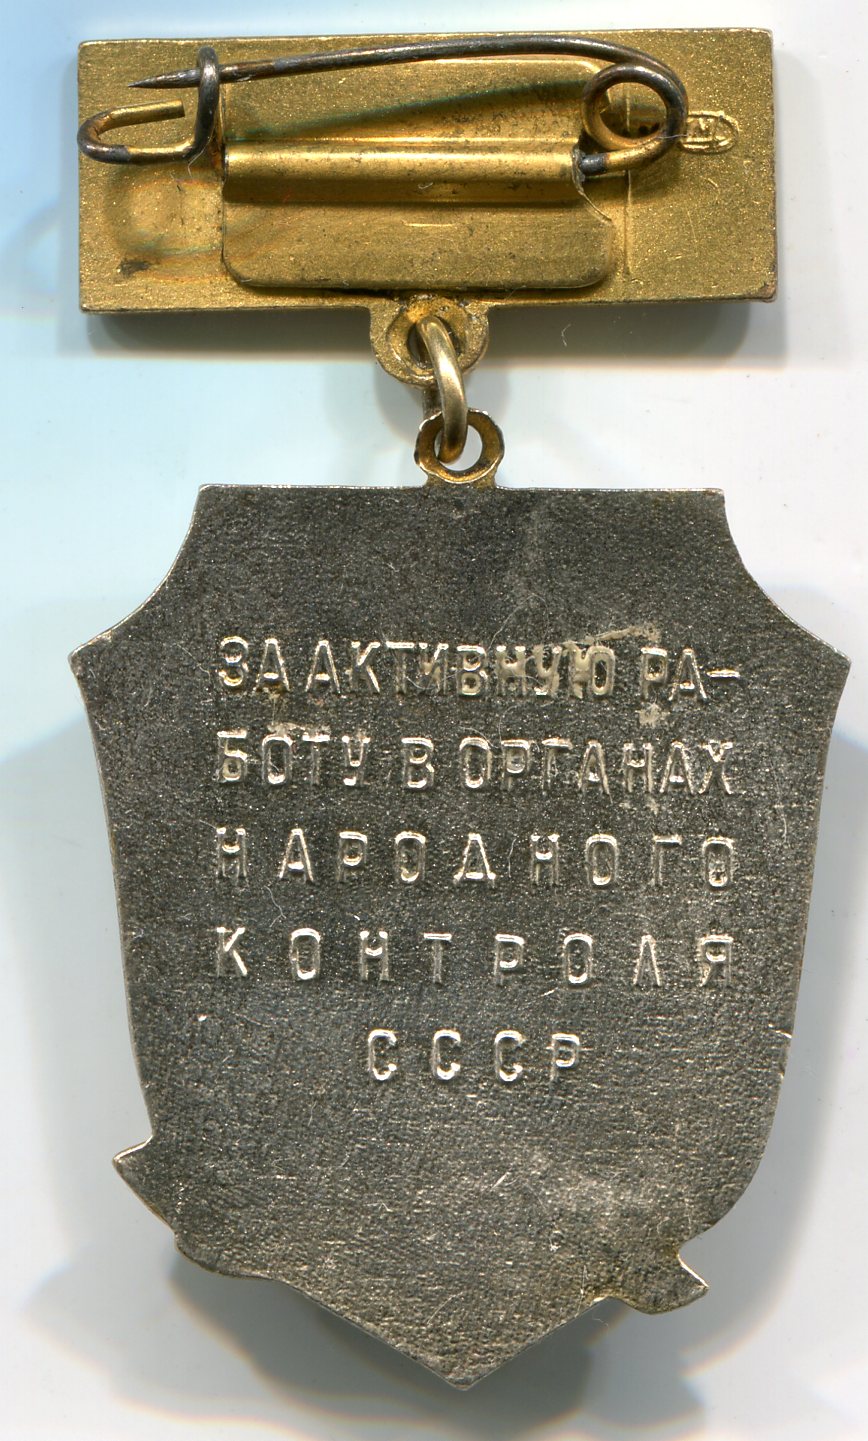 ЗА АКТИВНУЮ РА-
БОТУ В ОРГАНАХ
НАРОДНОГО
КОНТРОЛЯ
СССР